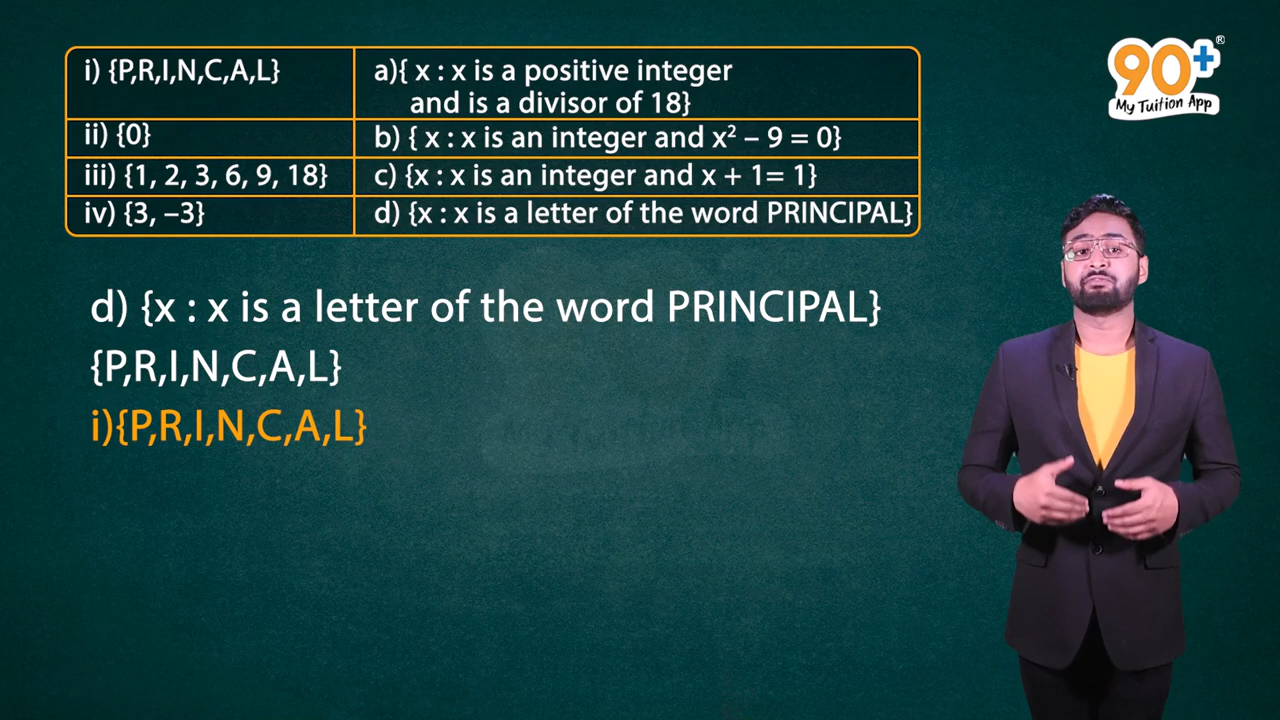 i) {P,R,I,N,C,A,L}
a){ x : x is a positive integer
and is a divisor of 18}
ii) {0}
b) { x : x is an integer and x² – 9 = 0}
iii) {1, 2, 3, 6, 9, 18}
c) {x : x is an integer and x + 1= 1}
iv) {3, –3}
d) {x : x is a letter of the word PRINCIPAL}
90+®
My Tuition App
d) {x : x is a letter of the word PRINCIPAL}
{P,R,I,N,C,A,L}
i){P,R,I,N,C,A,L}